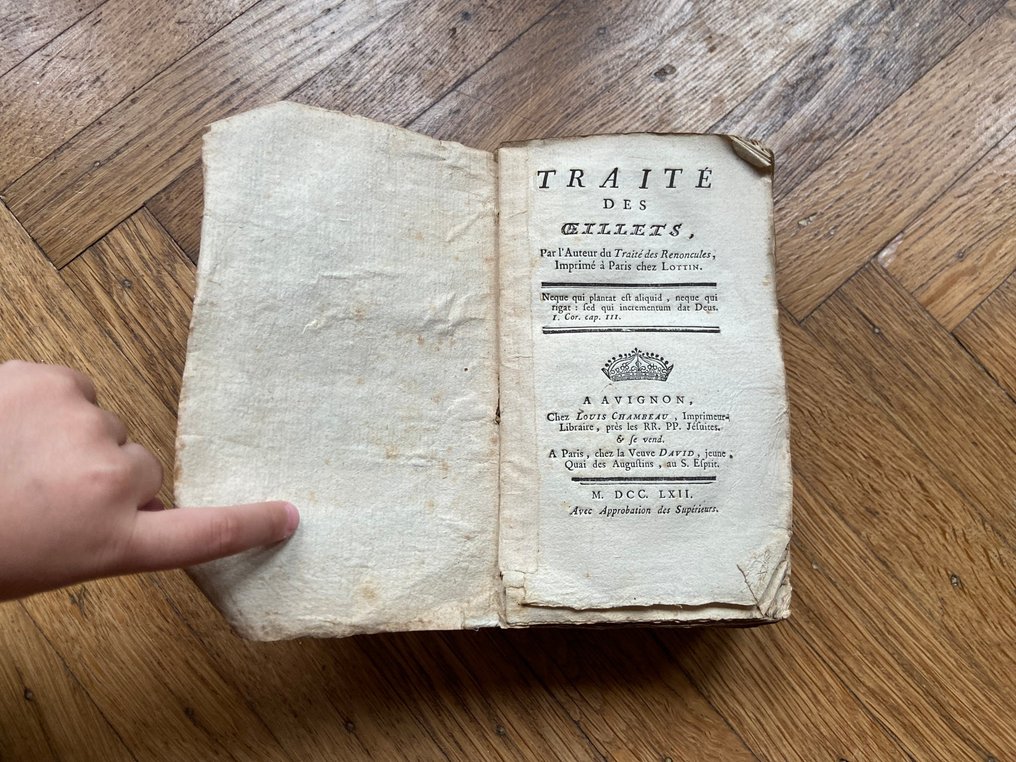 TRAITÉ
DES
ŒILLETS,
Par l'Auteur du Traité des Renoncules,
Imprimé à Paris chez LOTTIN.
Neque qui plantat est aliquid, neque qui
rigat: ſed qui incrementum dat Deus.
I. Cor. cap. III.
A AVIGNON,
Chez LOUIS CHAMBEAU, Imprimeur-
Libraire, près les RR. PP. Jéſuites.
& ſe vend.
A Paris, chez la Veuve DAVID, jeune.
Quai des Auguſtins, au S. Eſprit.
M. DCC. LXII.
Avec Approbation des Supérieurs.